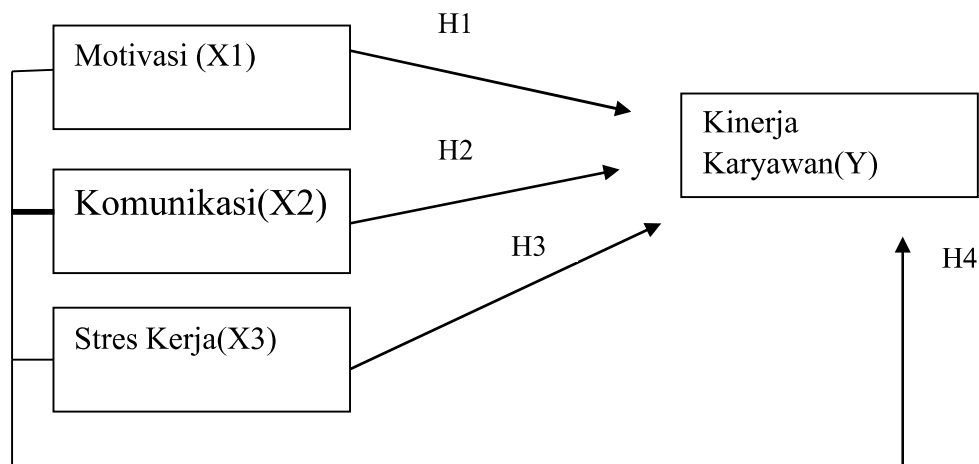 H1
Motivasi (X1)
Kinerja
Karyawan(Y)
H2
Komunikasi(X2)
H3
H4
Stres Kerja(X3)